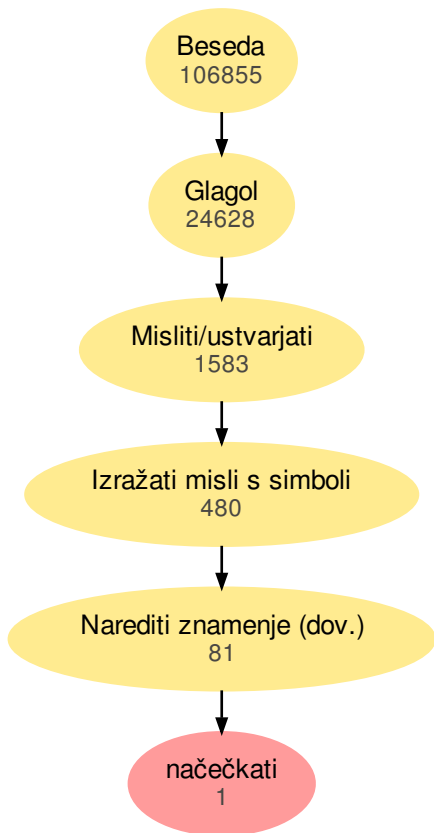 Beseda
106855
Glagol
24628
Misliti/ustvarjati
1583
Izražati misli s simboli
480
Narediti znamenje (dov.)
81
načečkati
1